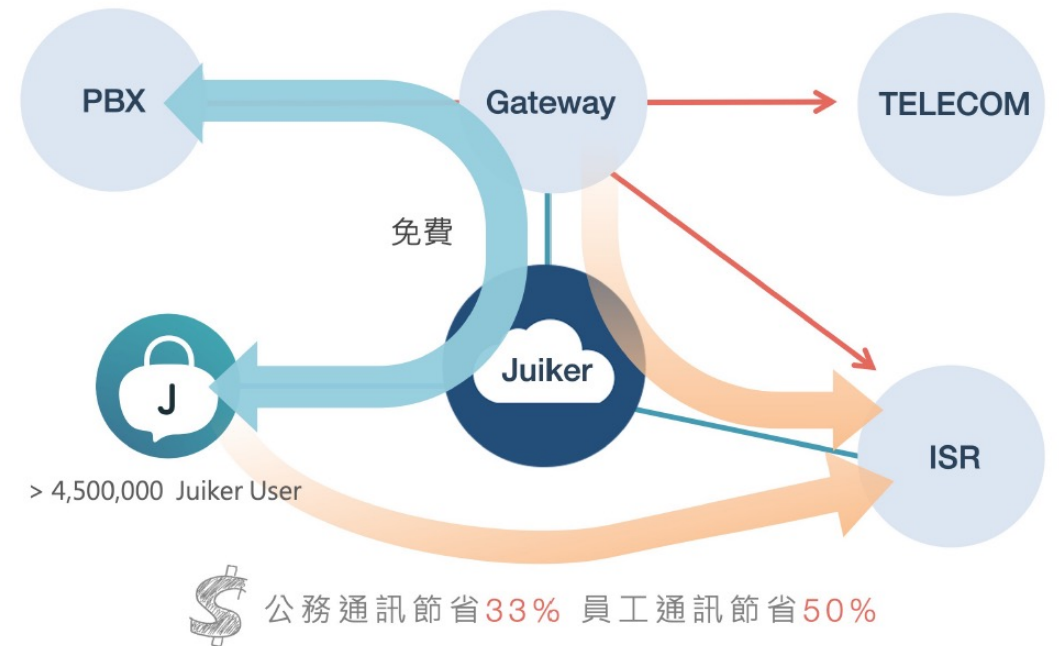 PBX
Gateway
TELECOM
免費
Juiker
J
ISR
> 4,500,000 Juiker User
$ 公務通訊節省33% 員工通訊節省50%